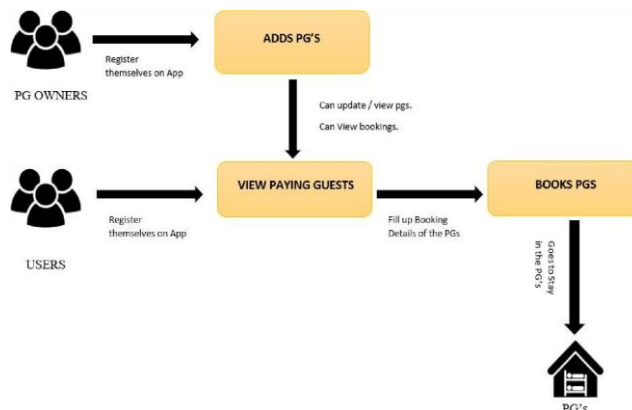 ADDS PG'S
Register
themselves on App
PG OWNERS
Can update / view pgs.
Can View bookings.
VIEW PAYING GUESTS
BOOKS PGS
Register
themselves on App
Fill up Booking
Details of the PGs
USERS
Goes to Stay
in the PG's
PG's